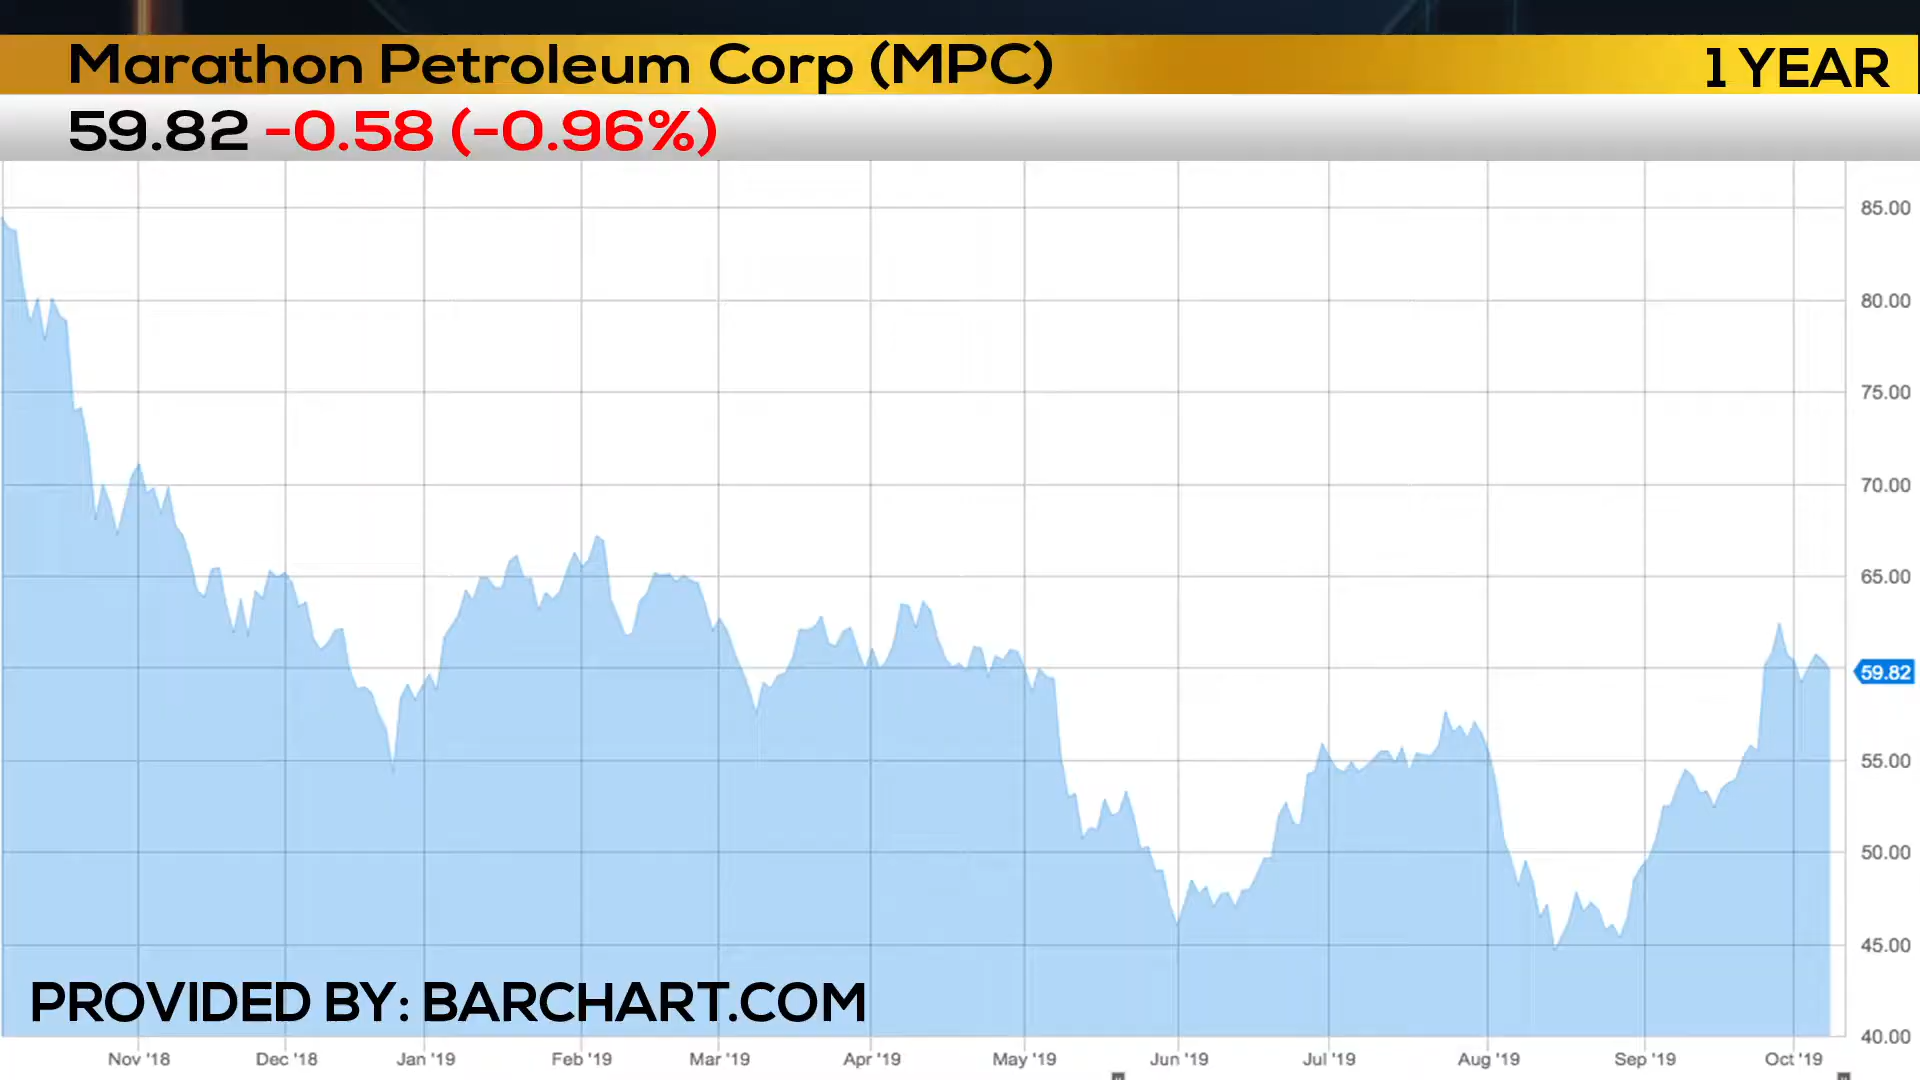 Marathon Petroleum Corp (MPC)
1 YEAR
59.82 -0.58 (-0.96%)
85.00
80.00
75.00
70.00
65.00
59.82
55.00
50.00
45.00
40.00
PROVIDED BY: BARCHART.COM
Nov '18 Dec '18 Jan '19 Feb '19 Mar '19 Apr '19 May '19 Jun '19 Jul '19 Aug '19 Sep '19 Oct '19